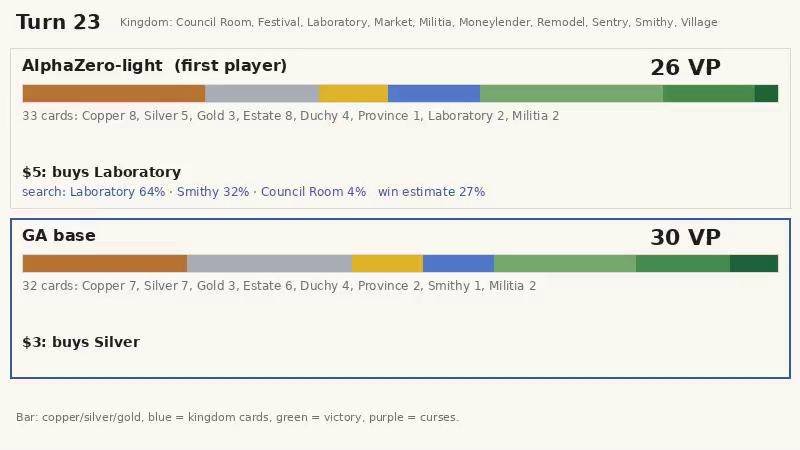 Turn 23 Kingdom: Council Room, Festival, Laboratory, Market, Militia, Moneylender, Remodel, Sentry, Smithy, Village
AlphaZero-light (first player) 26 VP
33 cards: Copper 8, Silver 5, Gold 3, Estate 8, Duchy 4, Province 1, Laboratory 2, Militia 2
$5: buys Laboratory
search: Laboratory 64% · Smithy 32% · Council Room 4% win estimate 27%
GA base 30 VP
32 cards: Copper 7, Silver 7, Gold 3, Estate 6, Duchy 4, Province 2, Smithy 1, Militia 2
$3: buys Silver
Bar: copper/silver/gold, blue = kingdom cards, green = victory, purple = curses.